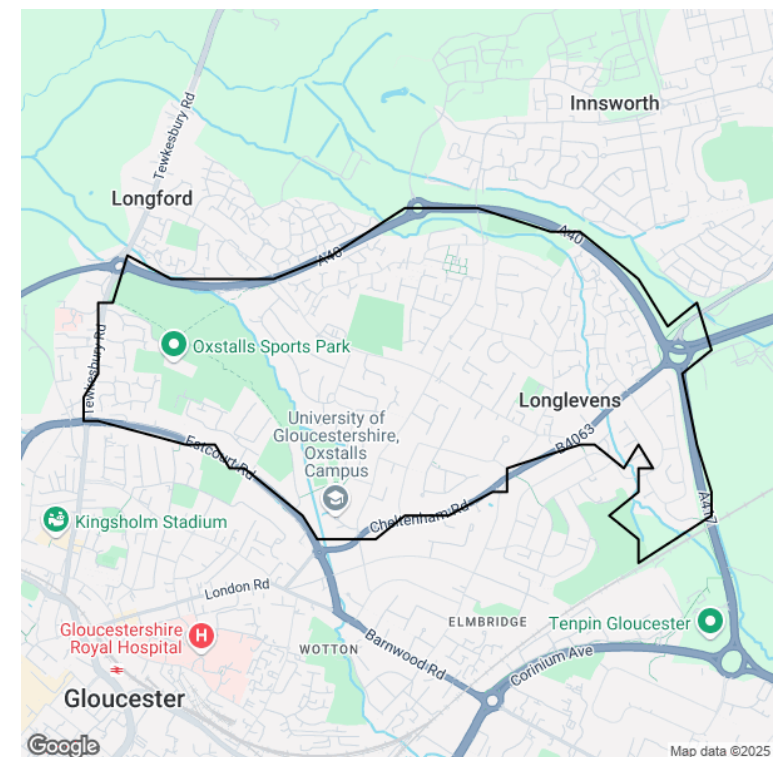 Innsworth
Tewkesbury Rd
Longford
A40
A40
Oxstalls Sports Park
Tewkesbury Rd
Longlevens
University of
Gloucestershire,
Oxstalls
Campus
B4063
Estcourt Rd
A417
Cheltenham Rd
Kingsholm Stadium
London Rd
ELMBRIDGE
Tenpin Gloucester
Gloucestershire
Royal Hospital
H
WOTTON
Barnwood Rd
Corinium Ave
Gloucester
Google
Map data ©2025